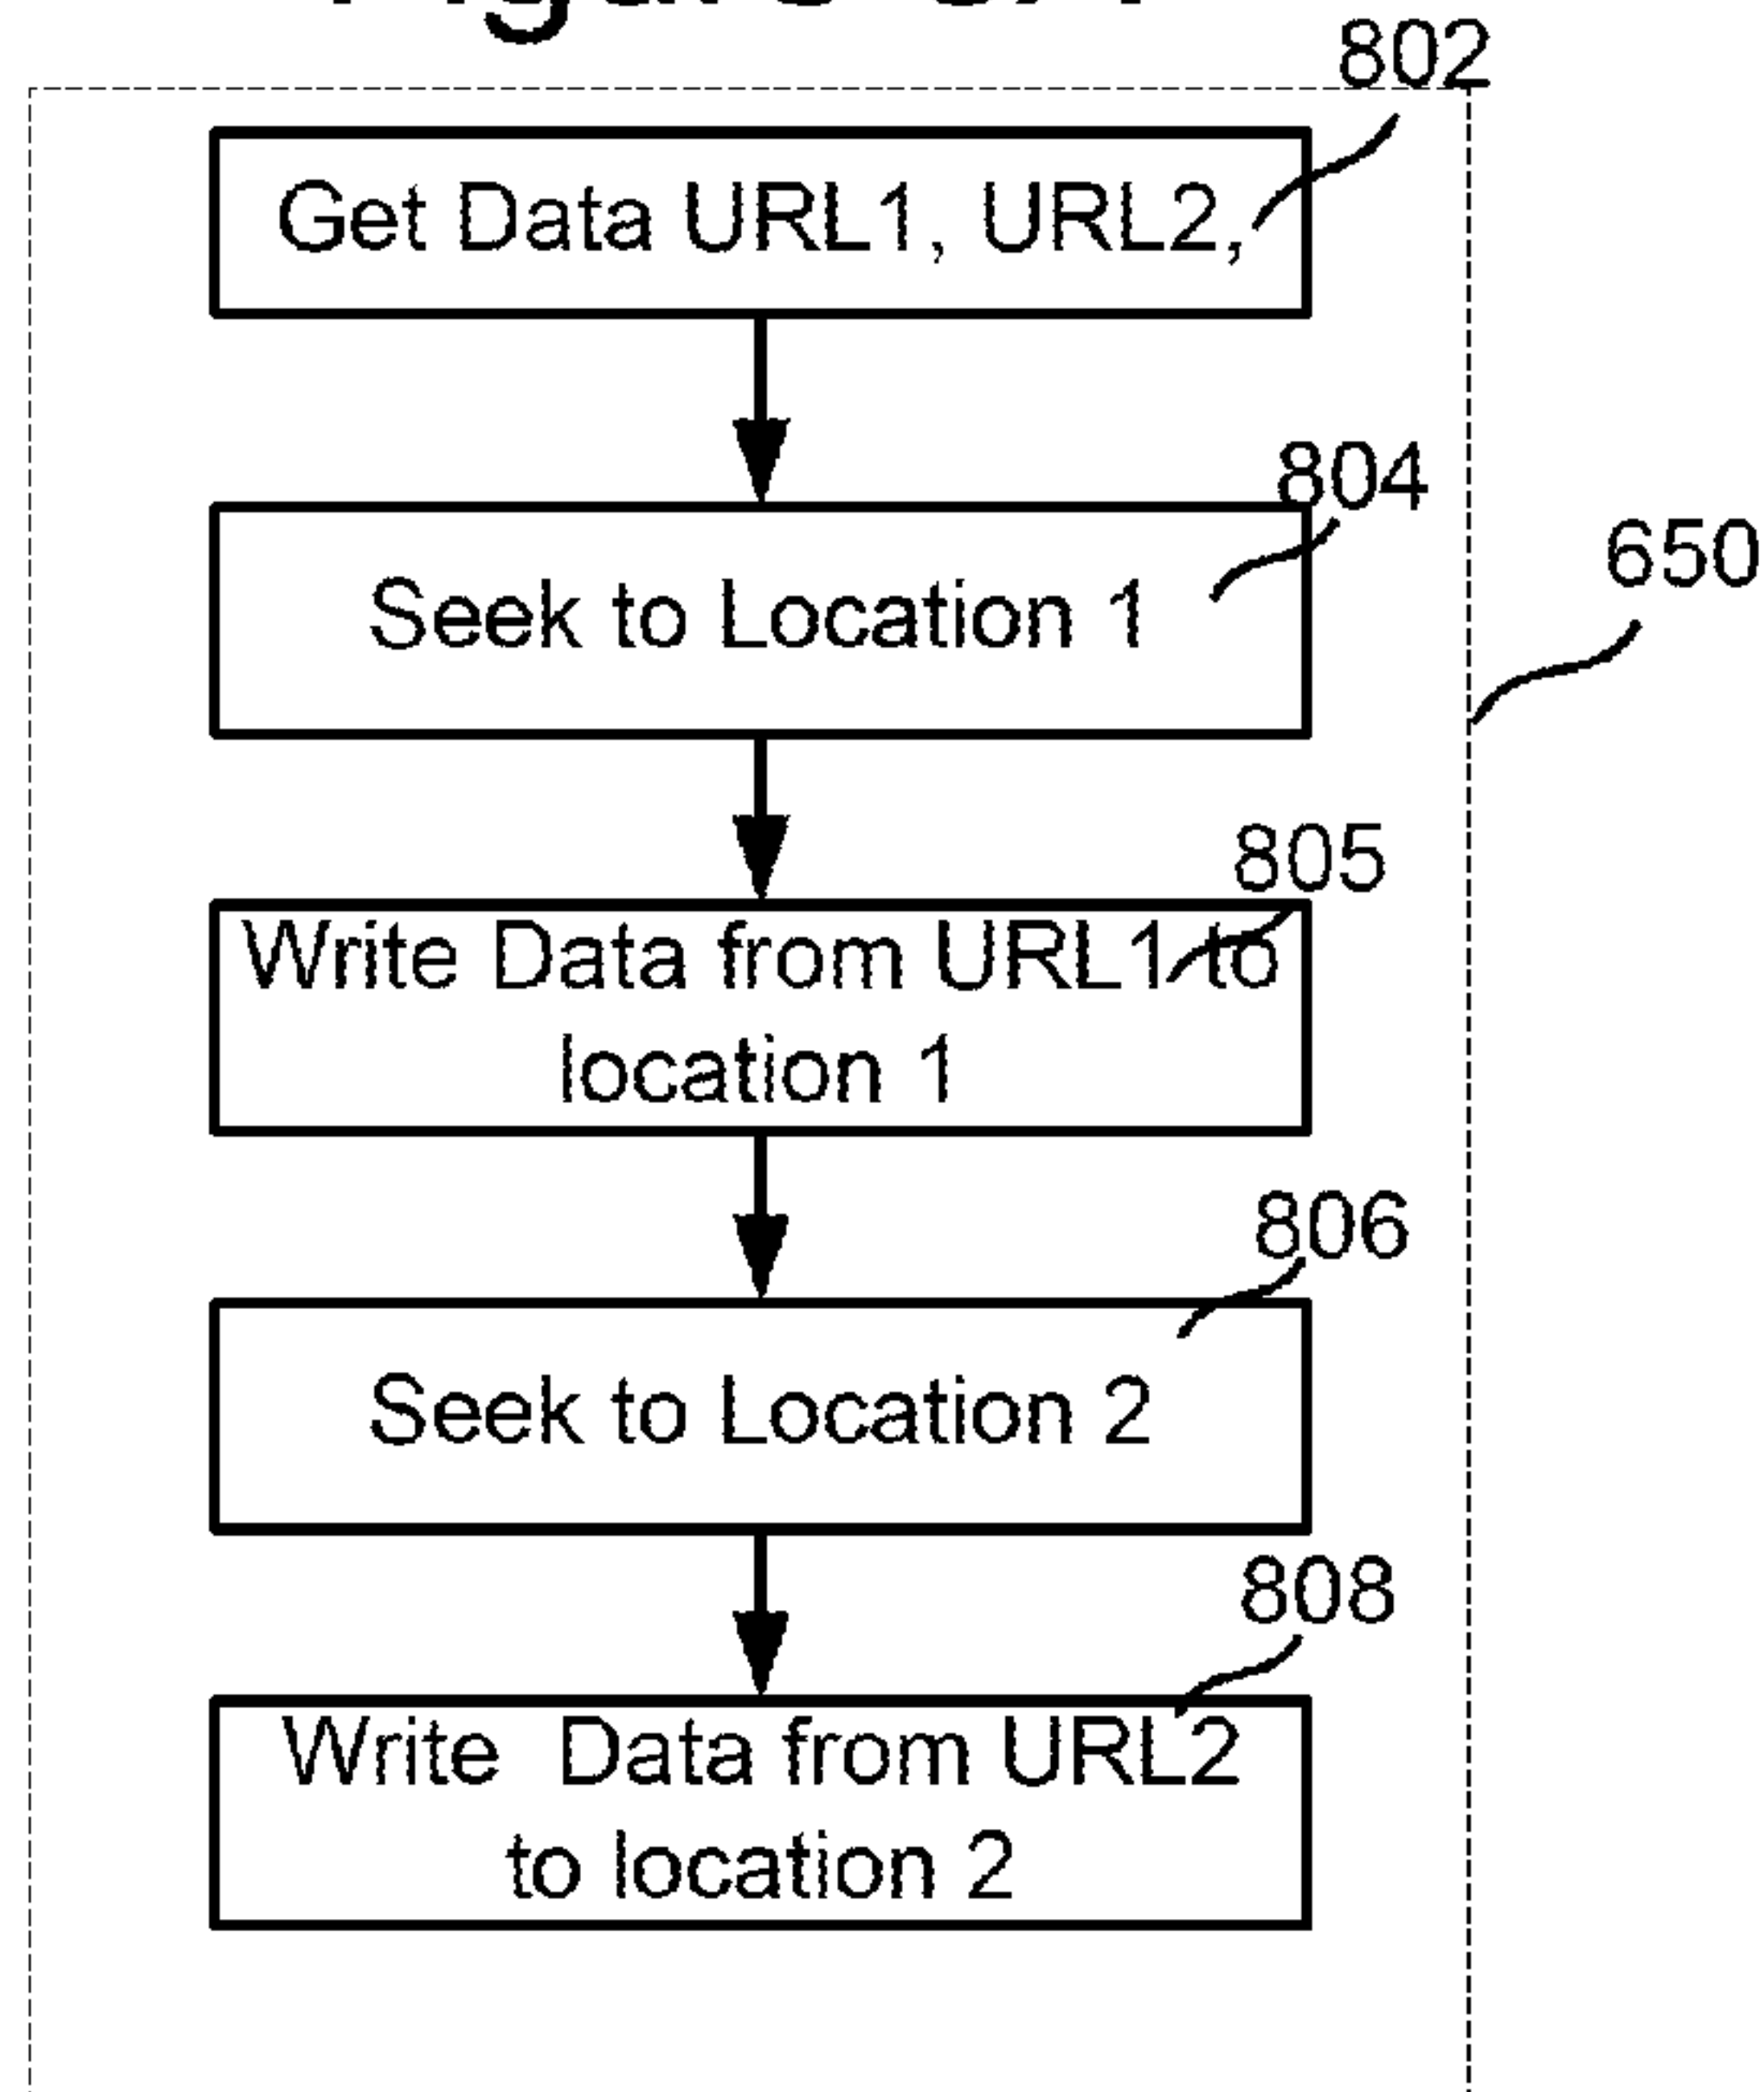 802
Get Data URL1, URL2,
804
Seek to Location 1
650
805
Write Data from URL1 to
location 1
806
Seek to Location 2
808
Write Data from URL2
to location 2